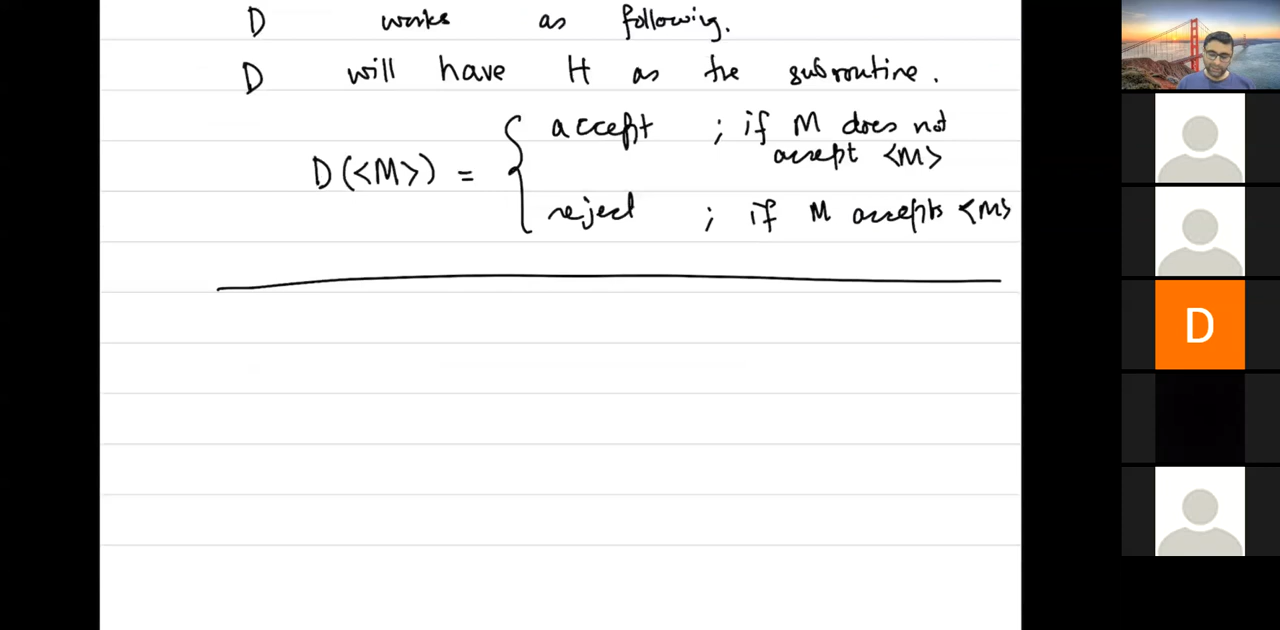 D works as following.
D will have H as the subroutine.
D(<M>) = { accept ; if M does not
accept <M>
reject ; if M accepts <M>
D